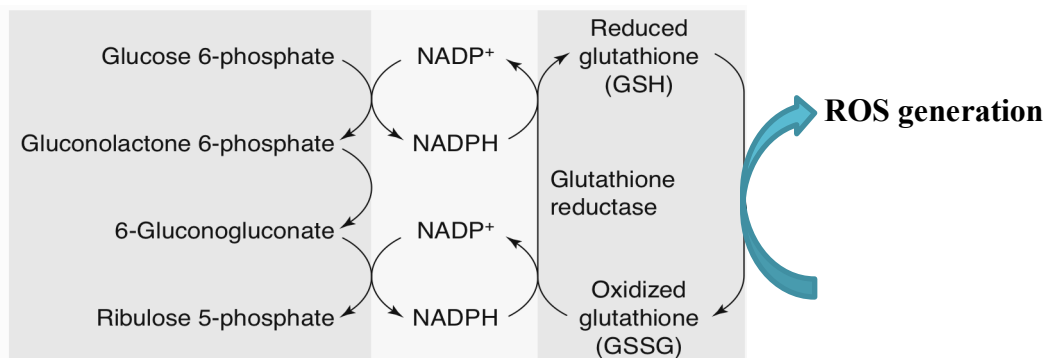 Glucose 6-phosphate
Gluconolactone 6-phosphate
6-Gluconogluconate
Ribulose 5-phosphate
NADP⁺
NADPH
NADP⁺
NADPH
Reduced
glutathione
(GSH)
Glutathione
reductase
Oxidized
glutathione
(GSSG)
ROS generation